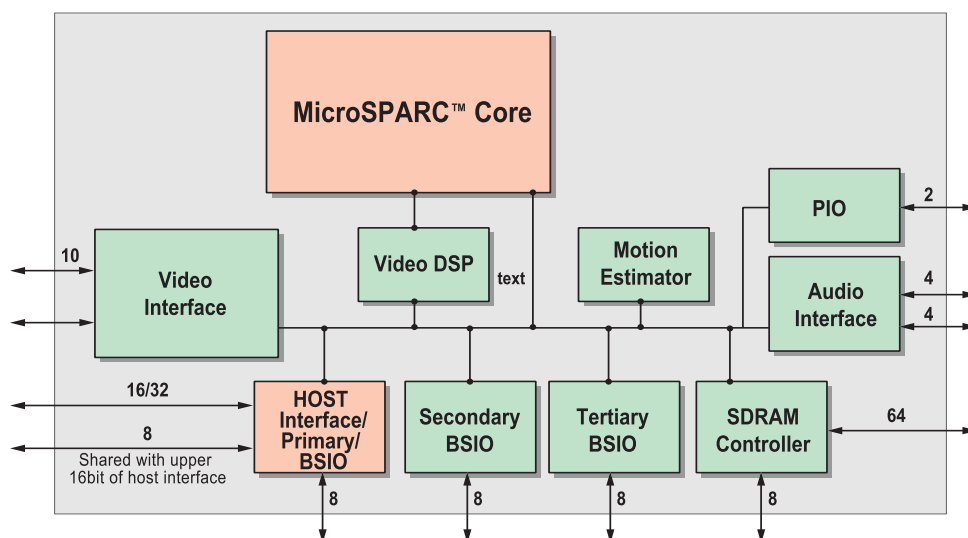 MicroSPARC™ Core
PIO
2
10
Video
Interface
Video DSP
text
Motion
Estimator
Audio
Interface
4
4
16/32
8
Shared with upper
16bit of host interface
HOST
Interface/
Primary/
BSIO
Secondary
BSIO
Tertiary
BSIO
SDRAM
Controller
64
8
8
8
8